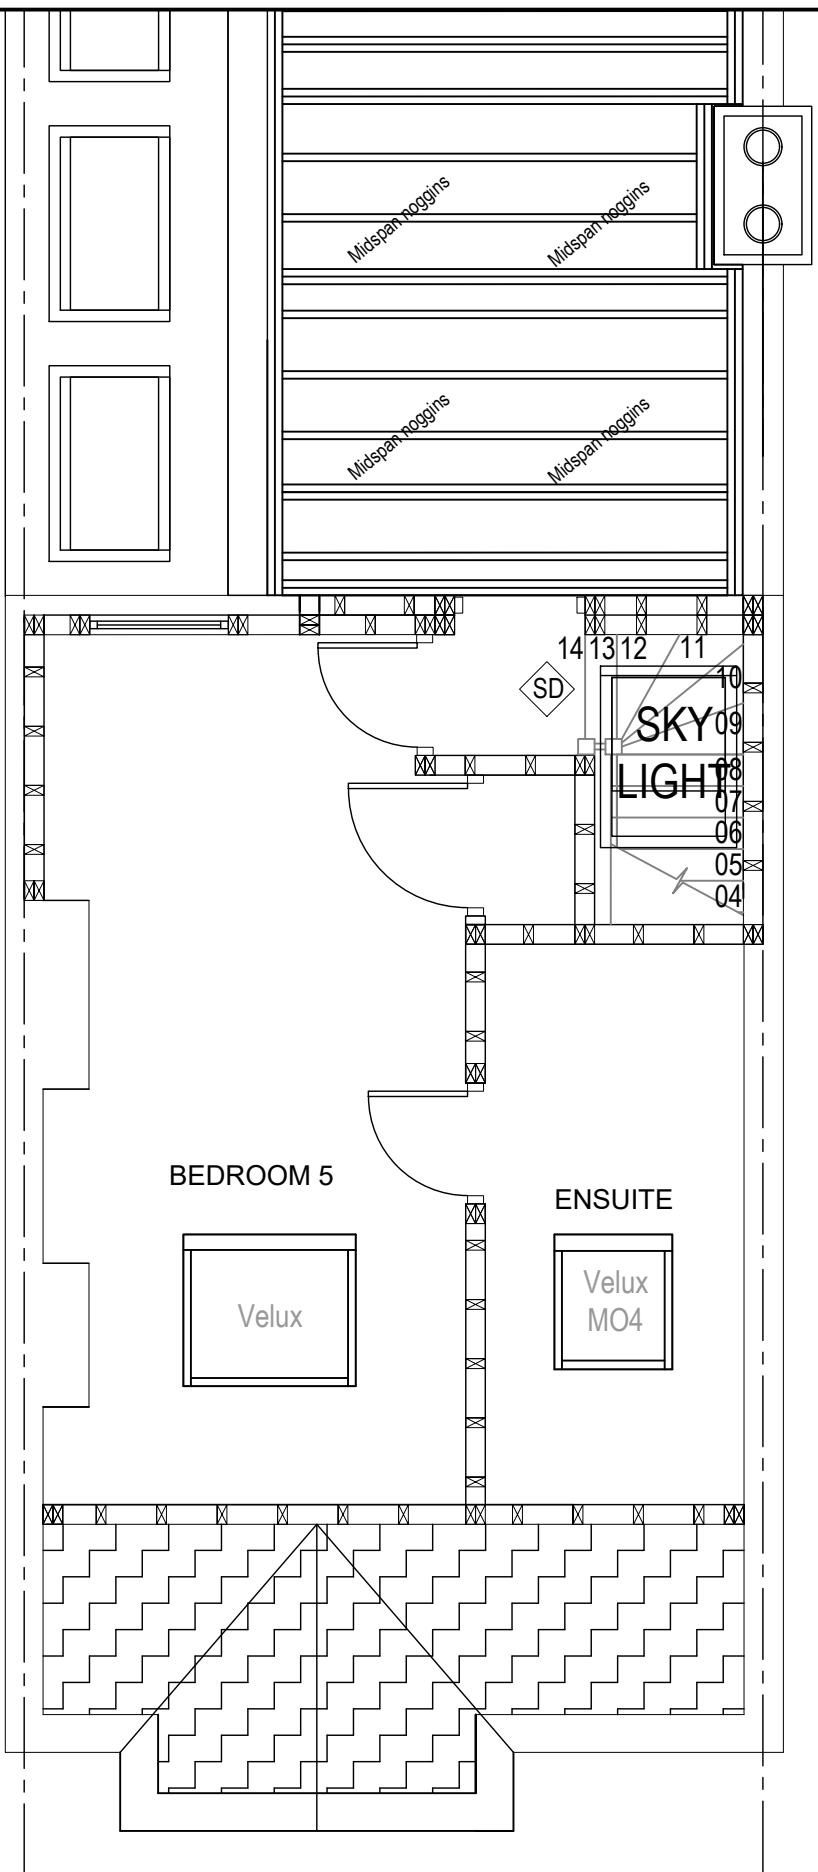 Midspan noggins
Midspan noggins
Midspan noggins
Midspan noggins
14 13 12 11
10
SD
SKY
09
LIGHT
08
07
06
05
04
BEDROOM 5
ENSUITE
Velux
Velux
MO4